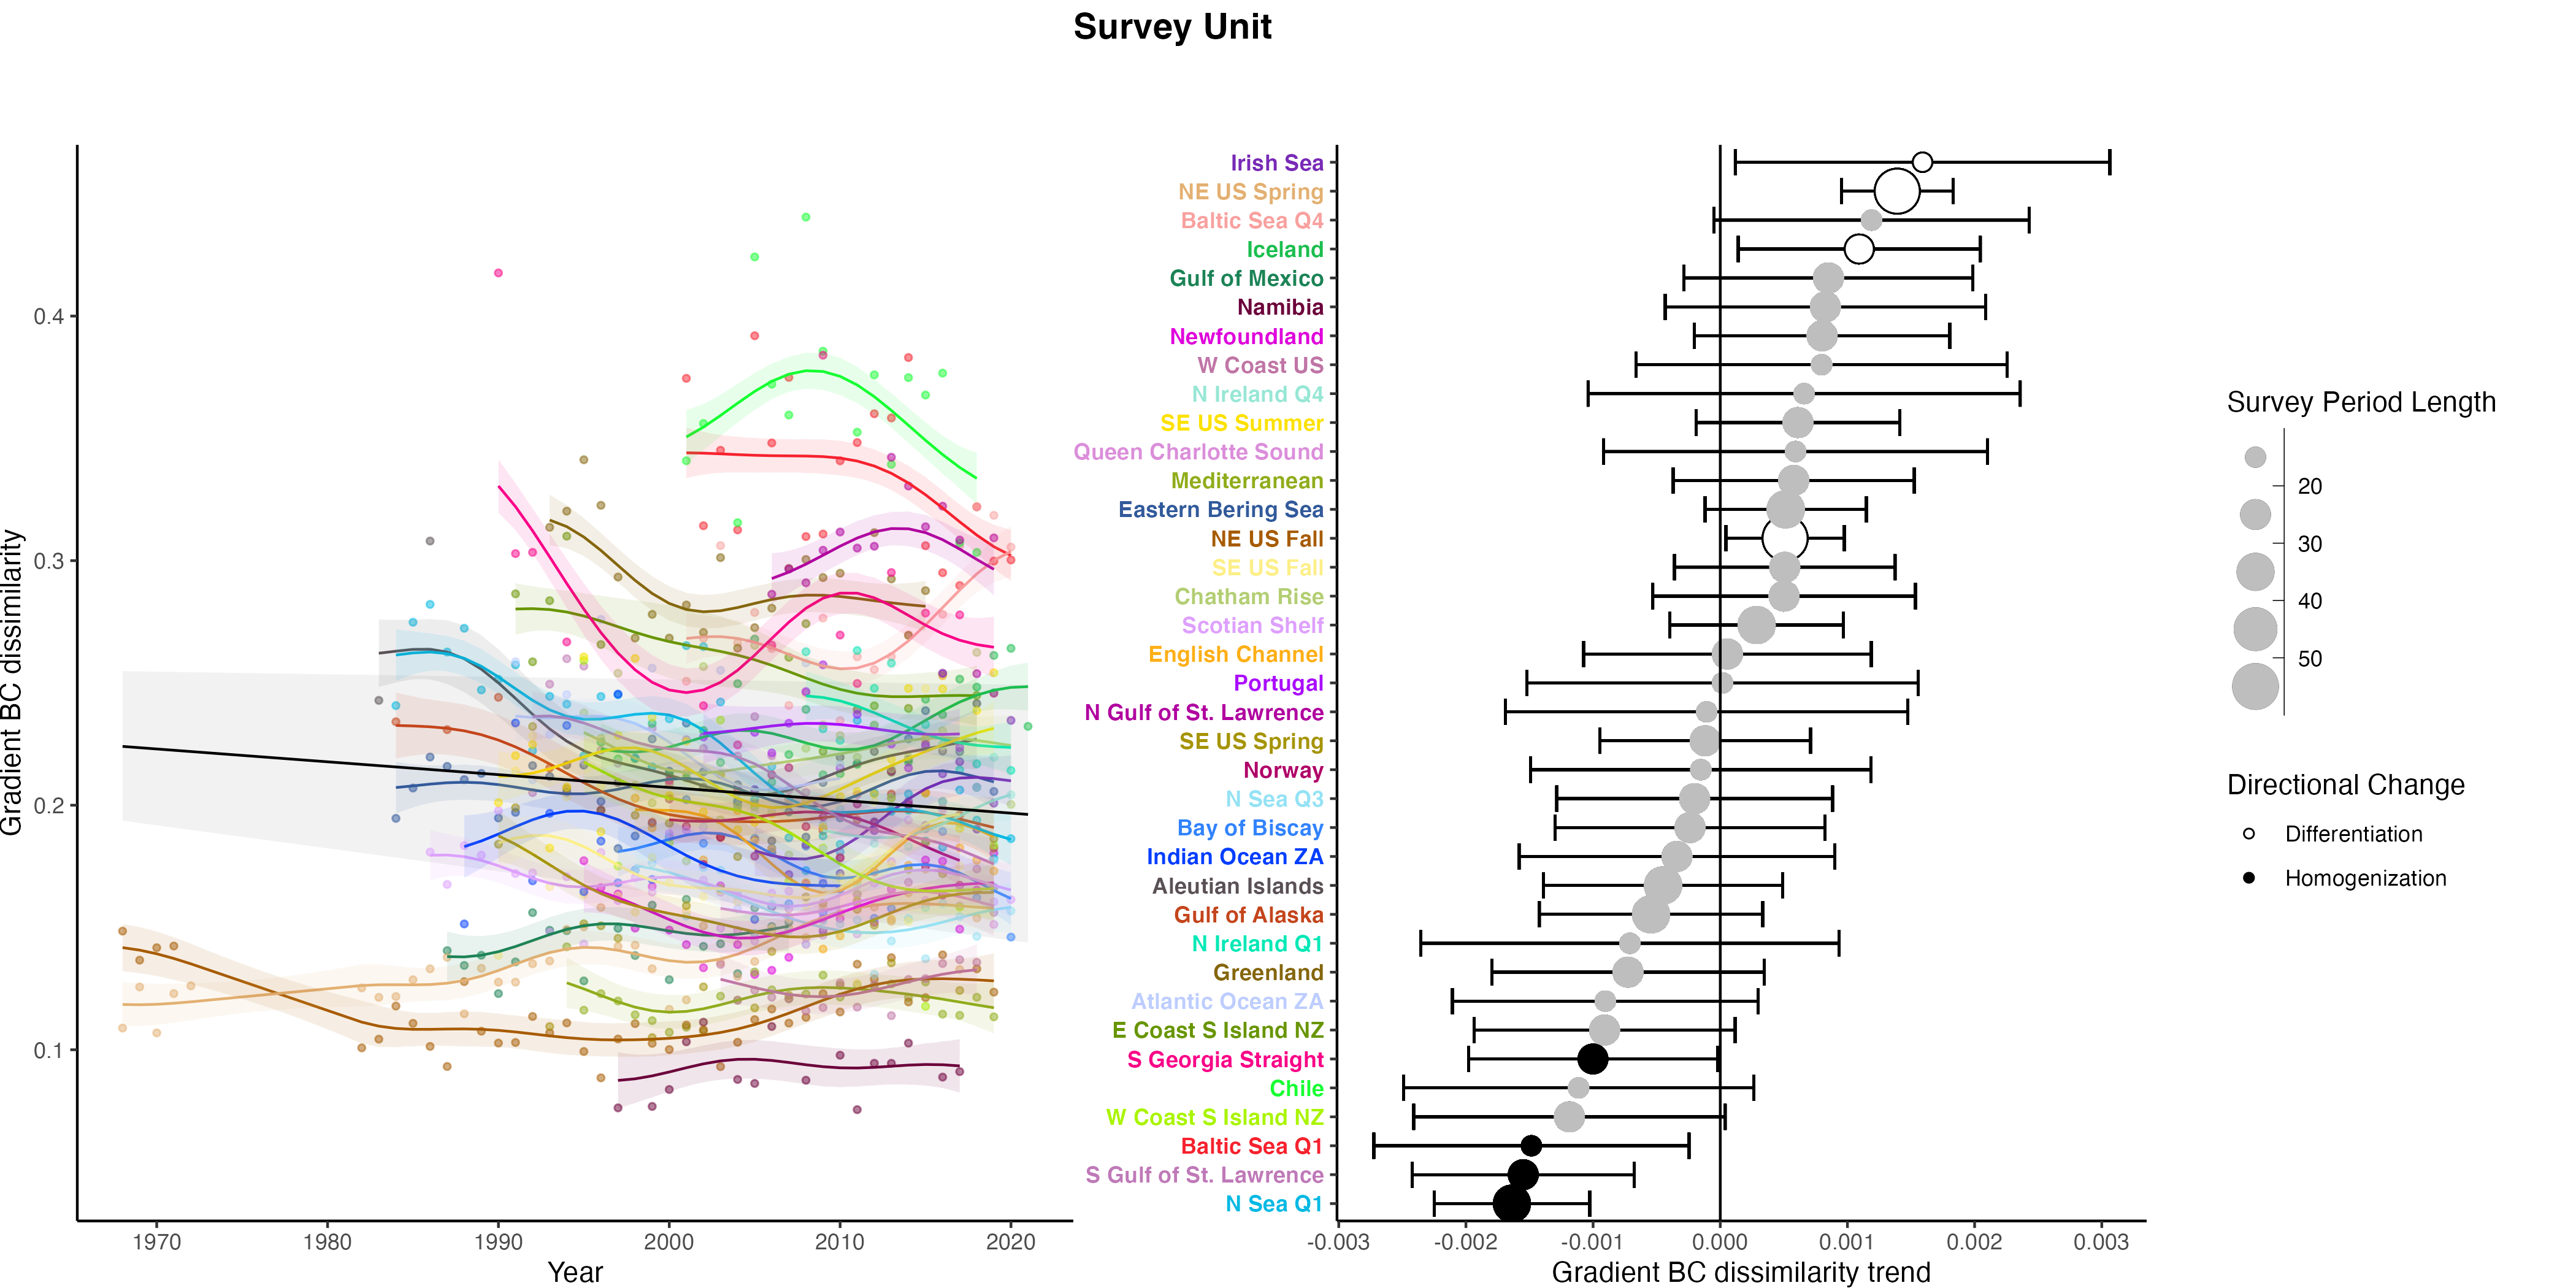 Survey Unit
Gradient BC dissimilarity
0.4
0.3
0.2
0.1
1970
1980
1990
2000
2010
2020
Year
Irish Sea
NE US Spring
Baltic Sea Q4
Iceland
Gulf of Mexico
Namibia
Newfoundland
W Coast US
N Ireland Q4
SE US Summer
Queen Charlotte Sound
Mediterranean
Eastern Bering Sea
NE US Fall
SE US Fall
Chatham Rise
Scotian Shelf
English Channel
Portugal
N Gulf of St. Lawrence
SE US Spring
Norway
N Sea Q3
Bay of Biscay
Indian Ocean ZA
Aleutian Islands
Gulf of Alaska
N Ireland Q1
Greenland
Atlantic Ocean ZA
E Coast S Island NZ
S Georgia Straight
Chile
W Coast S Island NZ
Baltic Sea Q1
S Gulf of St. Lawrence
N Sea Q1
-0.003
-0.002
-0.001
0.000
0.001
0.002
0.003
Gradient BC dissimilarity trend
Survey Period Length
20
30
40
50
Directional Change
Differentiation
Homogenization